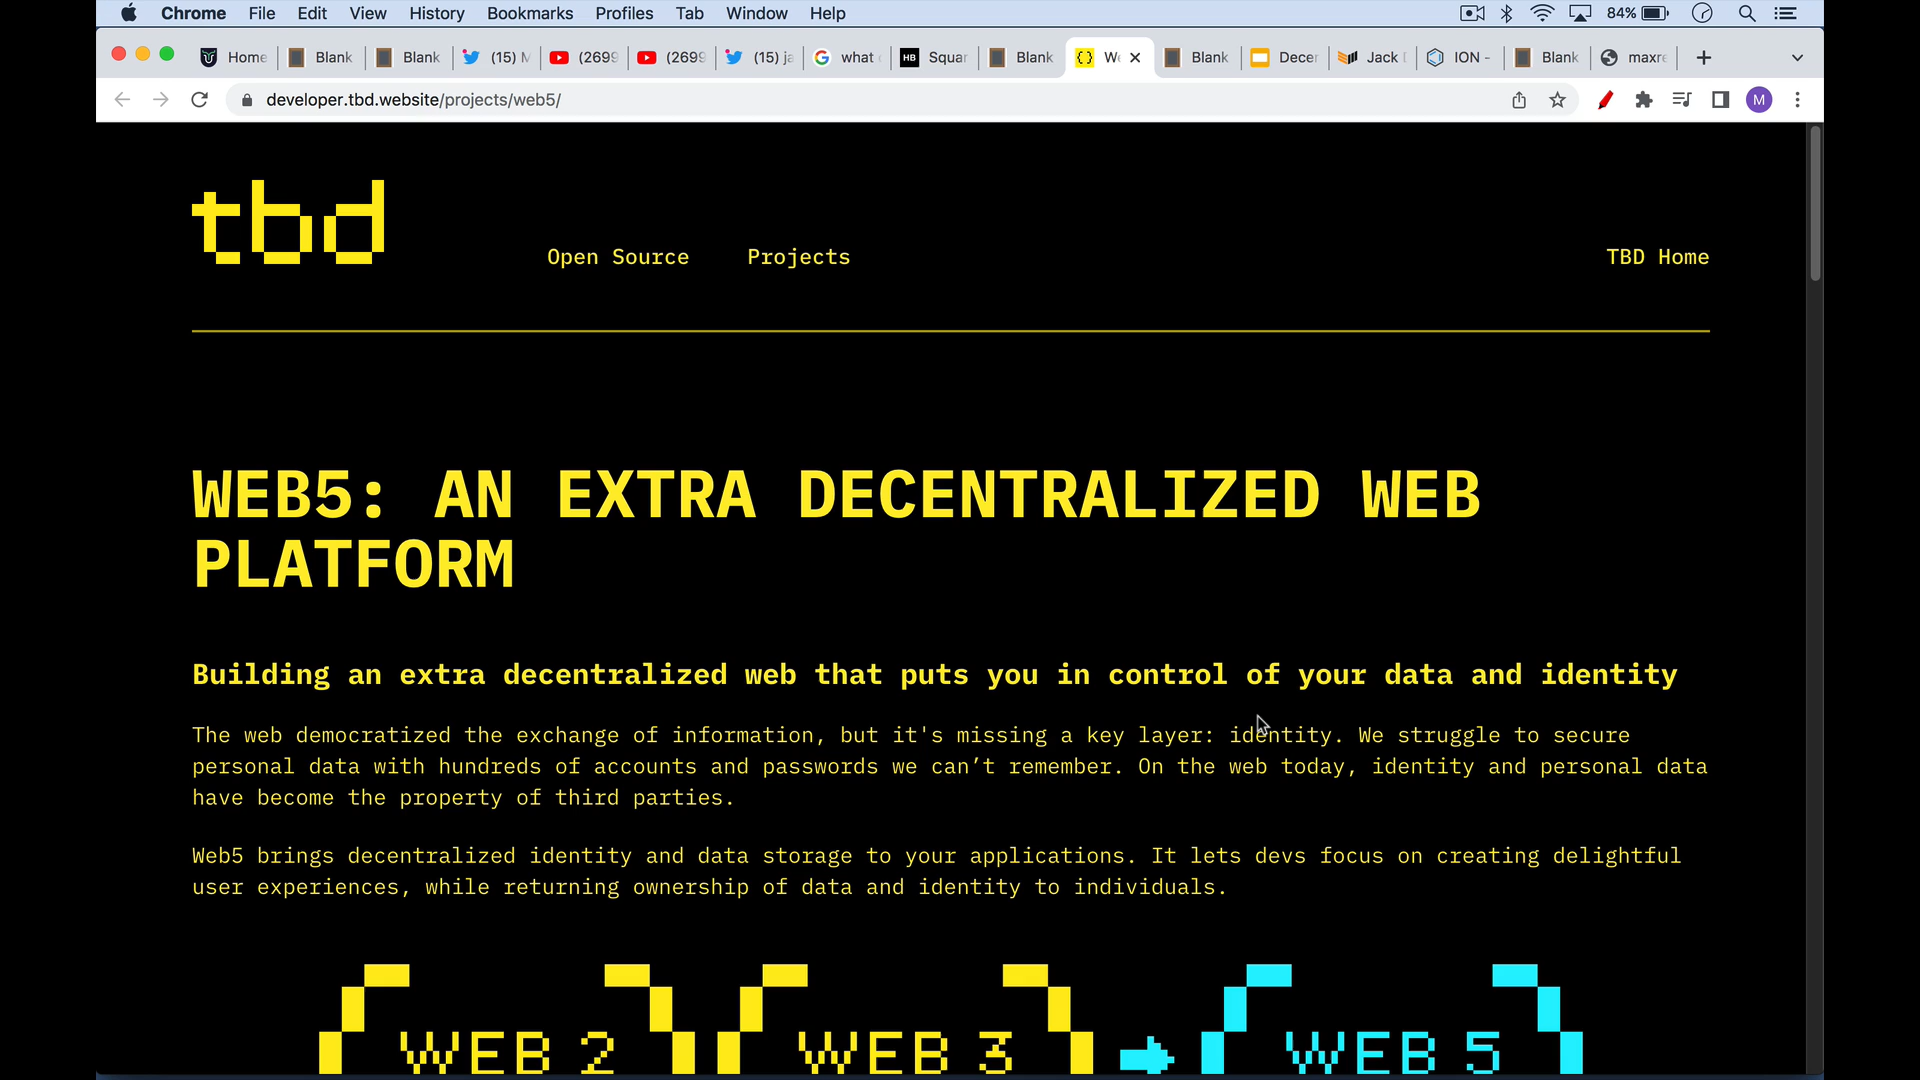 Chrome File Edit View History Bookmarks Profiles Tab Window Help 84%
Home Blank Blank (15) (2699 (2699 (15) ja what HB Squar Blank We Blank Decer Jack ION - Blank maxre
developer.tbd.website/projects/web5/ M
tbd
Open Source Projects TBD Home
WEB5: AN EXTRA DECENTRALIZED WEB
PLATFORM
Building an extra decentralized web that puts you in control of your data and identity
The web democratized the exchange of information, but it's missing a key layer: identity. We struggle to secure
personal data with hundreds of accounts and passwords we can’t remember. On the web today, identity and personal data
have become the property of third parties.
Web5 brings decentralized identity and data storage to your applications. It lets devs focus on creating delightful
user experiences, while returning ownership of data and identity to individuals.
WEB 2 WEB 3 WEB 5